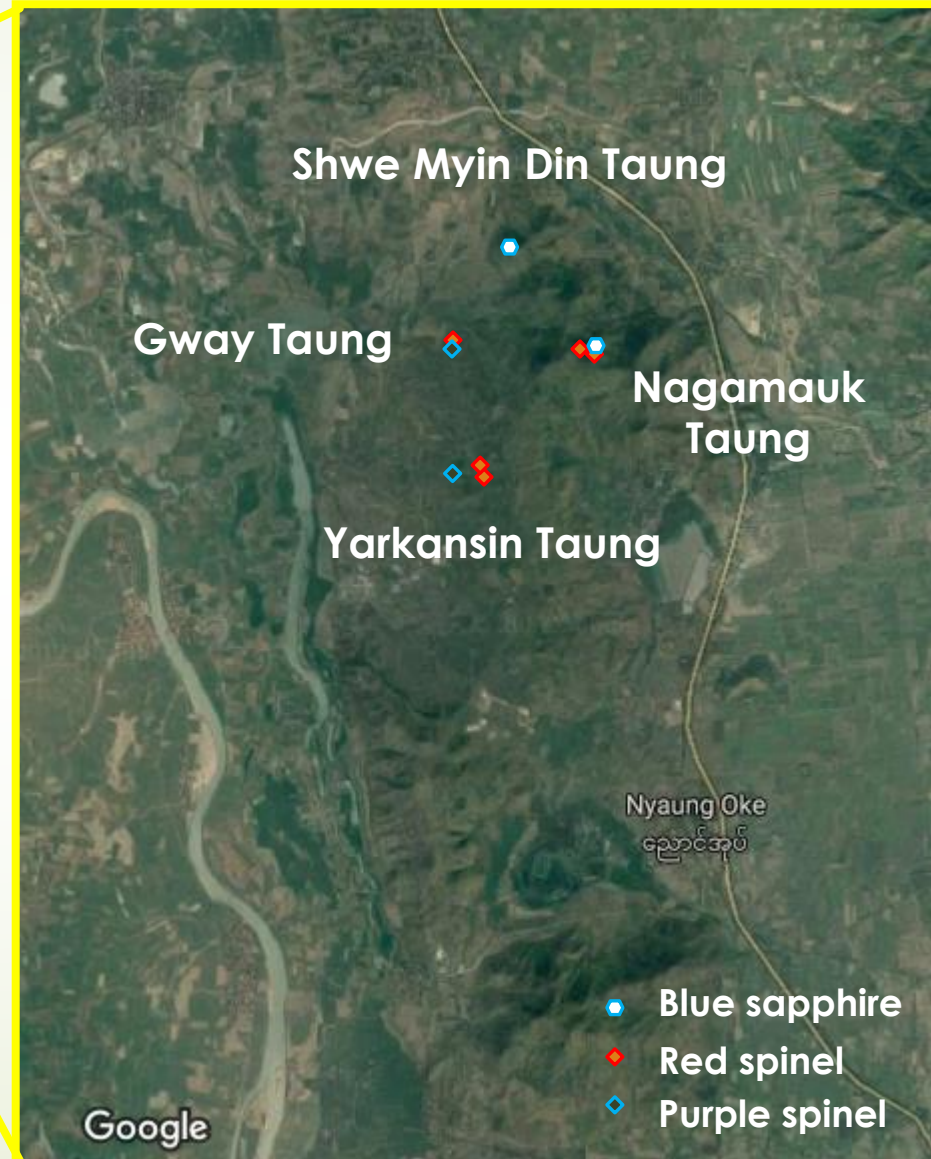 Shwe Myin Din Taung
Gway Taung
Nagamauk
Taung
Yarkansin Taung
Nyaung Oke
ညောင်အုပ်
Blue sapphire
Red spinel
Purple spinel
Google